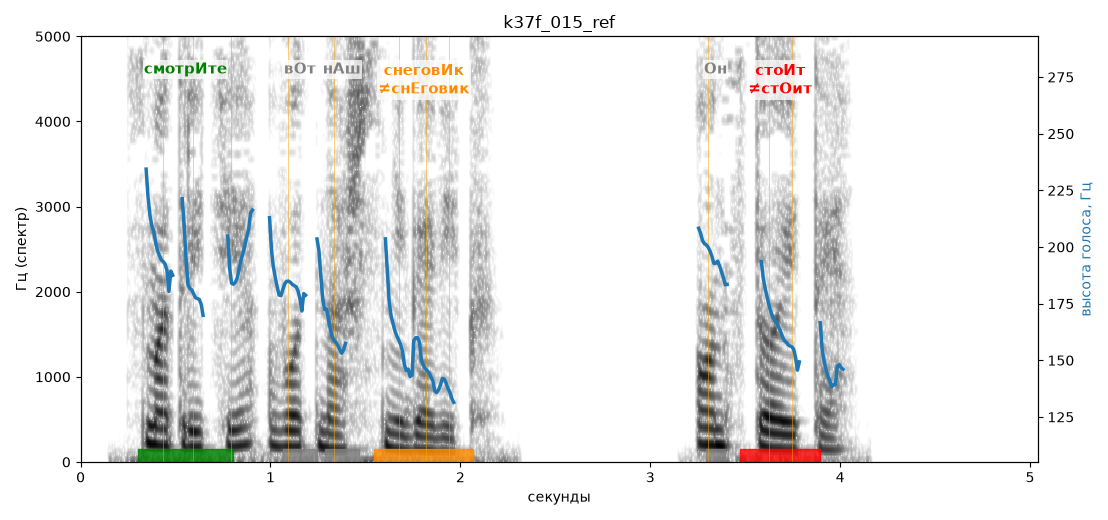 k37f_015_ref
5000
4000
3000
2000
1000
0
Гц (спектр)
смотрИте
вОт нАш
снеговИк
≠снЕговик
Он
стоИт
≠стОит
275
250
225
200
175
150
125
высота голоса, Гц
0 1 2 3 4 5
секунды